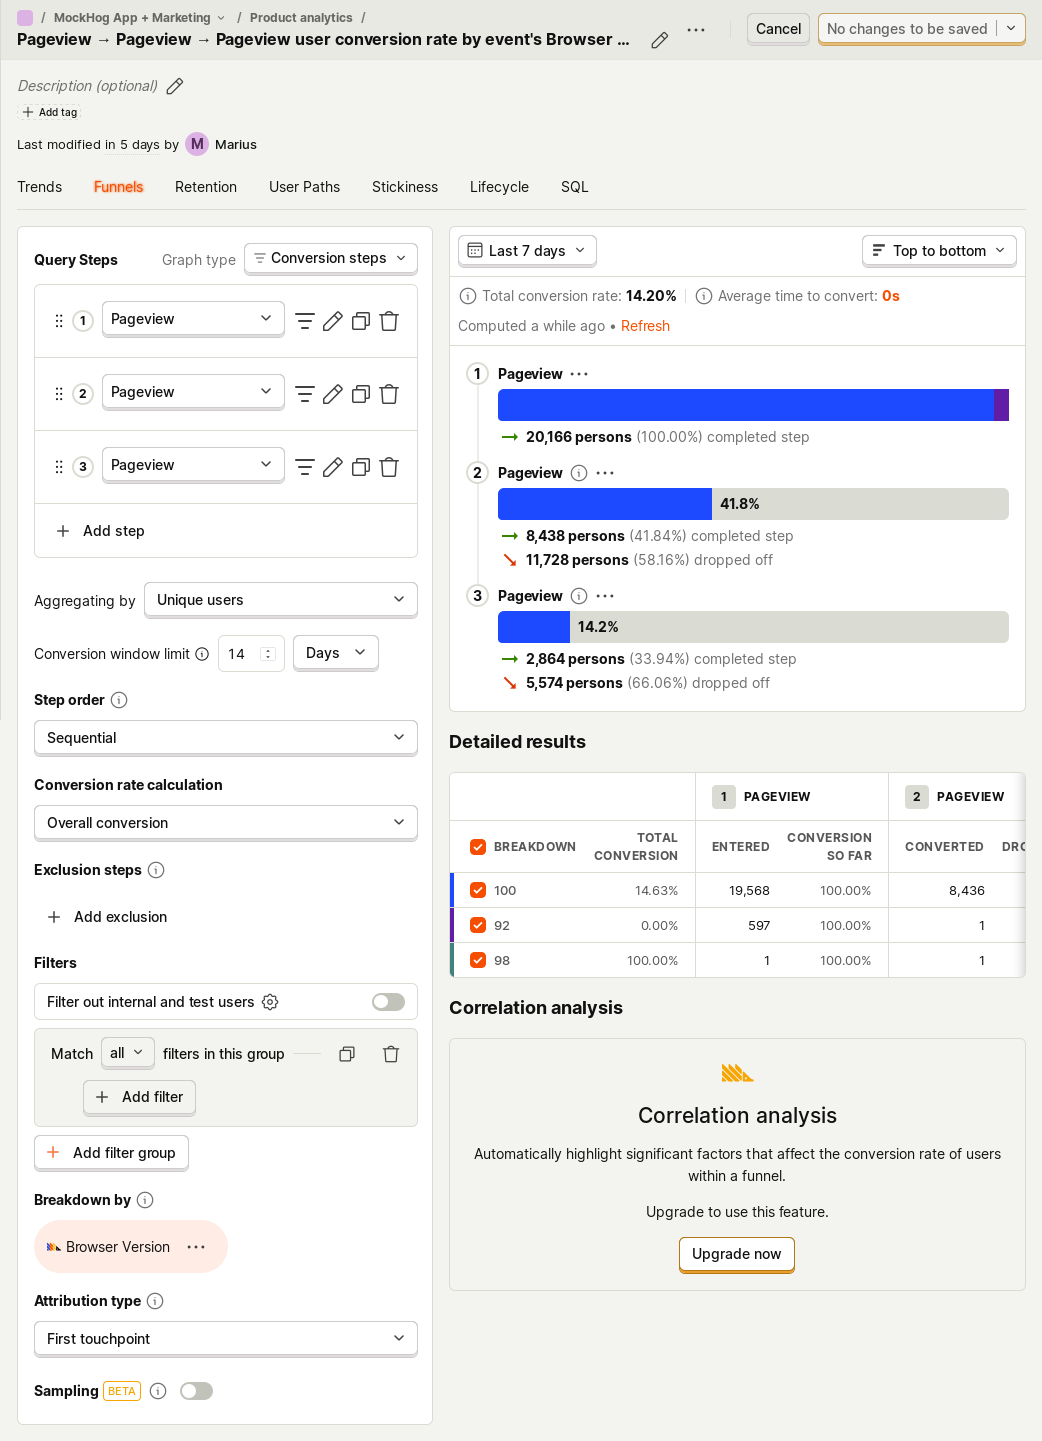 / MockHog App + Marketing / Product analytics /
Pageview → Pageview → Pageview user conversion rate by event's Browser ...
Cancel
No changes to be saved
Description (optional)
Add tag
Last modified in 5 days by M Marius
Trends Funnels Retention User Paths Stickiness Lifecycle SQL
Query Steps Graph type Conversion steps
1 Pageview
2 Pageview
3 Pageview
Add step
Aggregating by Unique users
Conversion window limit 14 Days
Step order
Sequential
Conversion rate calculation
Overall conversion
Exclusion steps
Add exclusion
Filters
Filter out internal and test users
Match all filters in this group
Add filter
Add filter group
Breakdown by
Browser Version
Attribution type
First touchpoint
Sampling BETA
Last 7 days Top to bottom
Total conversion rate: 14.20% Average time to convert: 0s
Computed a while ago • Refresh
1 Pageview
20,166 persons (100.00%) completed step
2 Pageview
41.8%
8,438 persons (41.84%) completed step
11,728 persons (58.16%) dropped off
3 Pageview
14.2%
2,864 persons (33.94%) completed step
5,574 persons (66.06%) dropped off
Detailed results
1 PAGEVIEW 2 PAGEVIEW
BREAKDOWN TOTAL CONVERSION ENTERED CONVERSION SO FAR CONVERTED DRO
100 14.63% 19,568 100.00% 8,436
92 0.00% 597 100.00% 1
98 100.00% 1 100.00% 1
Correlation analysis
Correlation analysis
Automatically highlight significant factors that affect the conversion rate of users
within a funnel.
Upgrade to use this feature.
Upgrade now